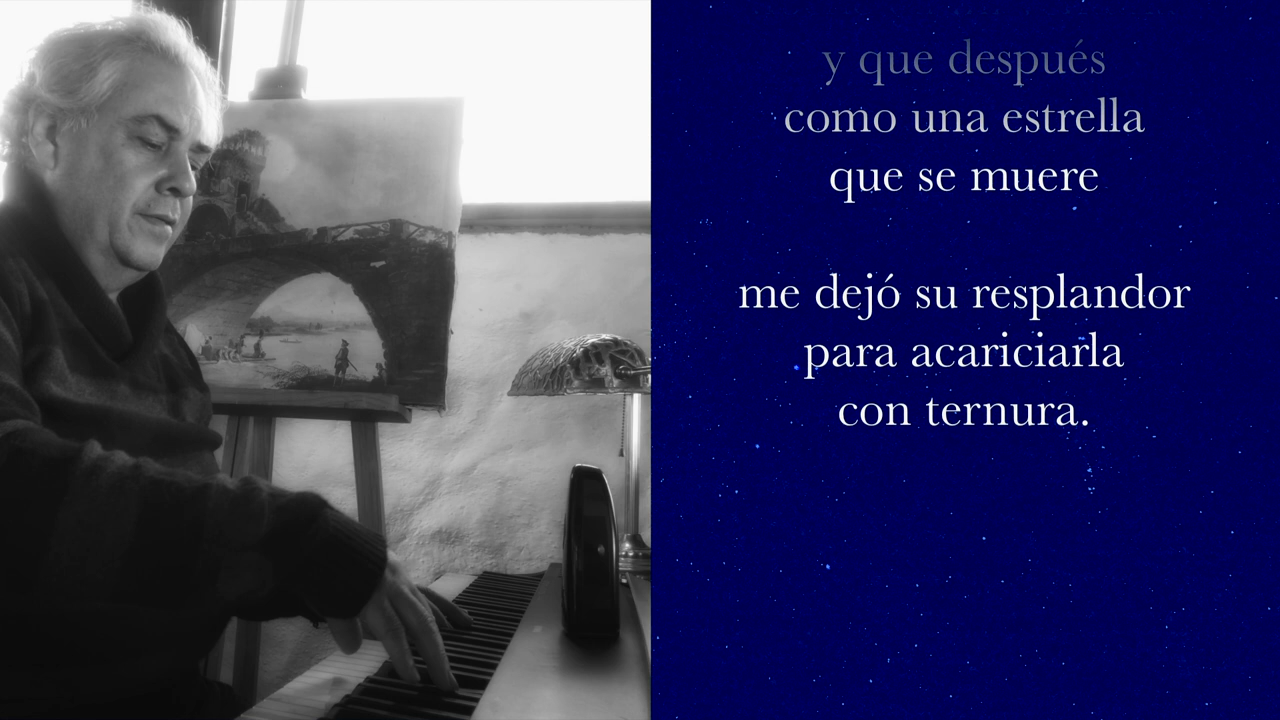 y que después
como una estrella
que se muere
me dejó su resplandor
para acariciarla
con ternura.